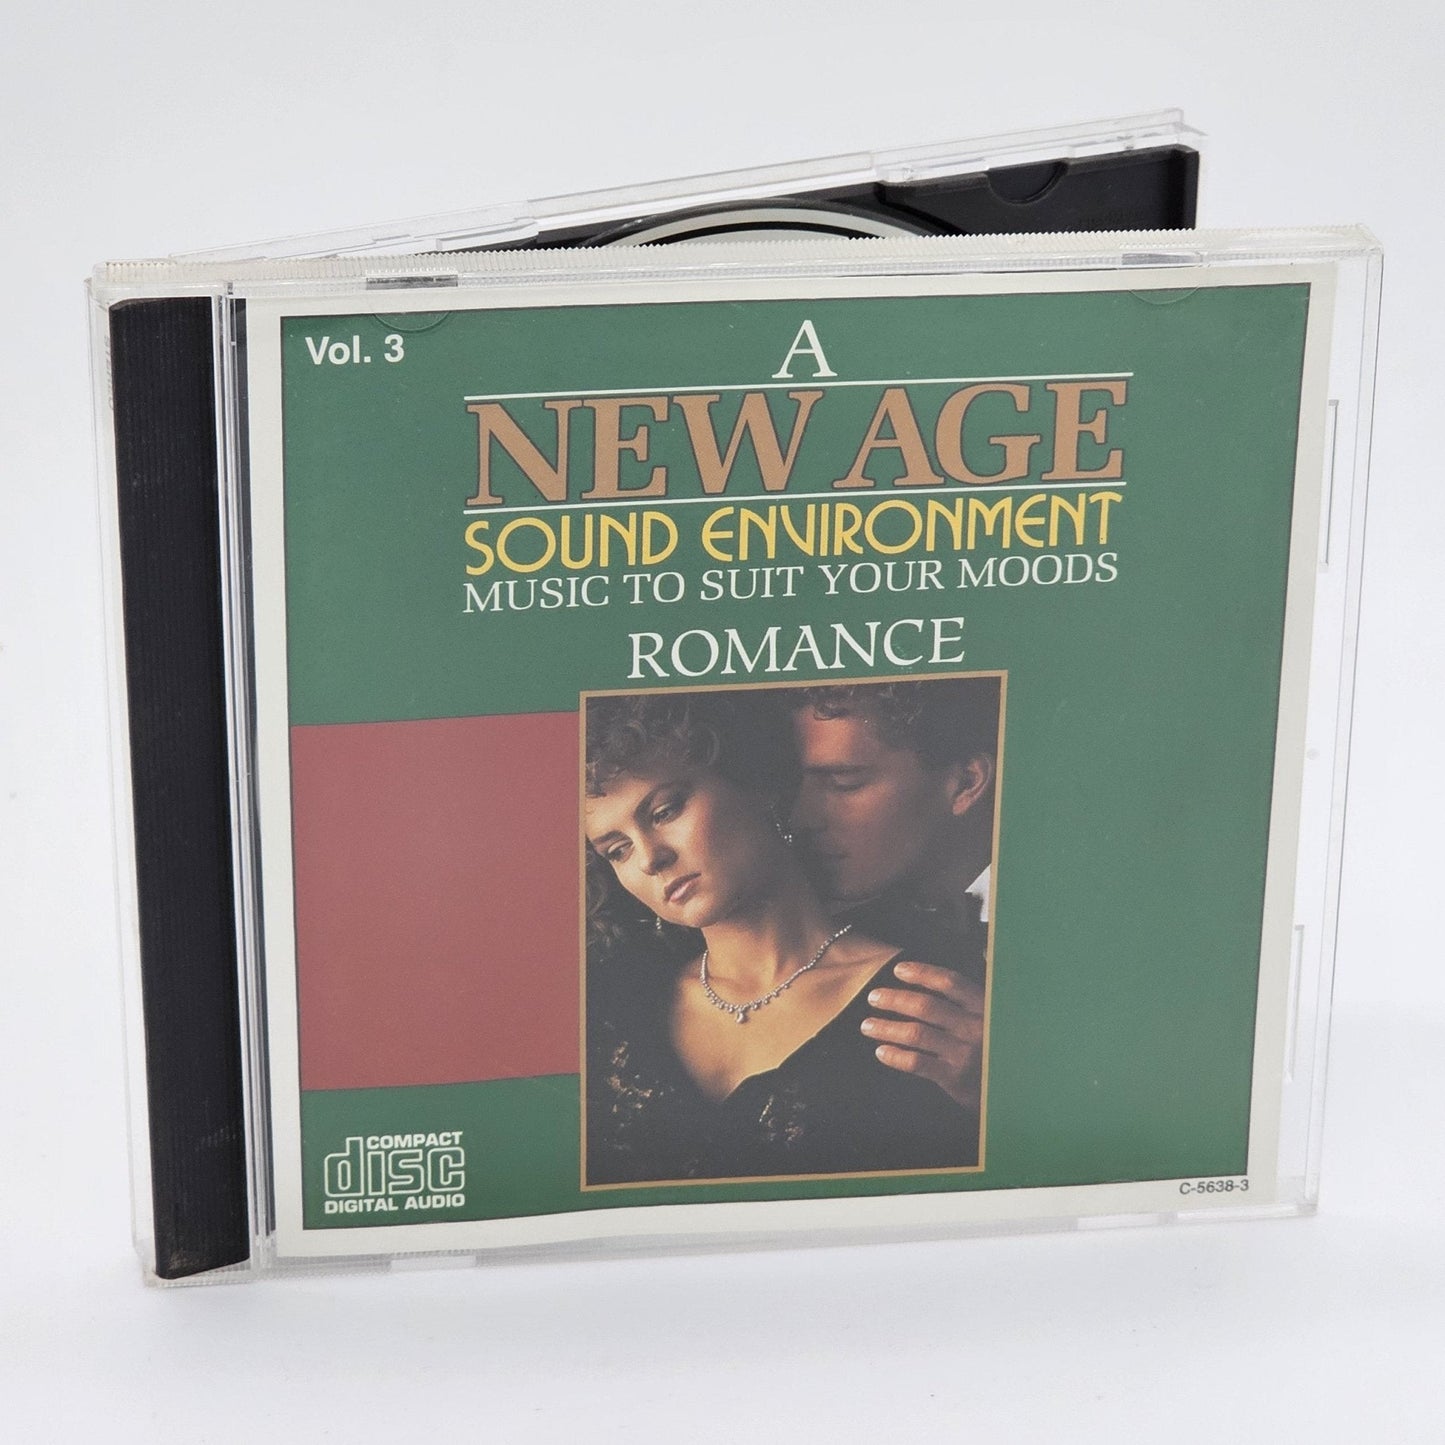 Vol. 3
A
NEW AGE
SOUND ENVIRONMENT
MUSIC TO SUIT YOUR MOODS
ROMANCE
COMPACT
disc
DIGITAL AUDIO
C-5638-3